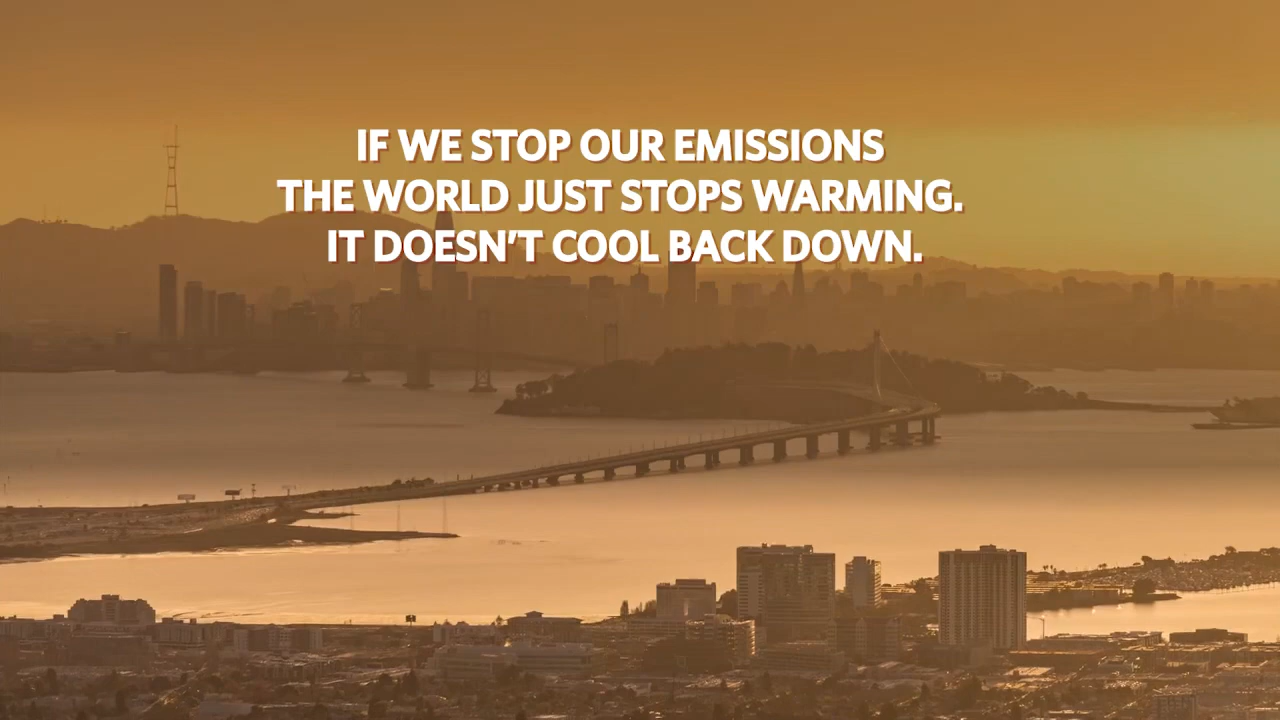 IF WE STOP OUR EMISSIONS
THE WORLD JUST STOPS WARMING.
IT DOESN'T COOL BACK DOWN.